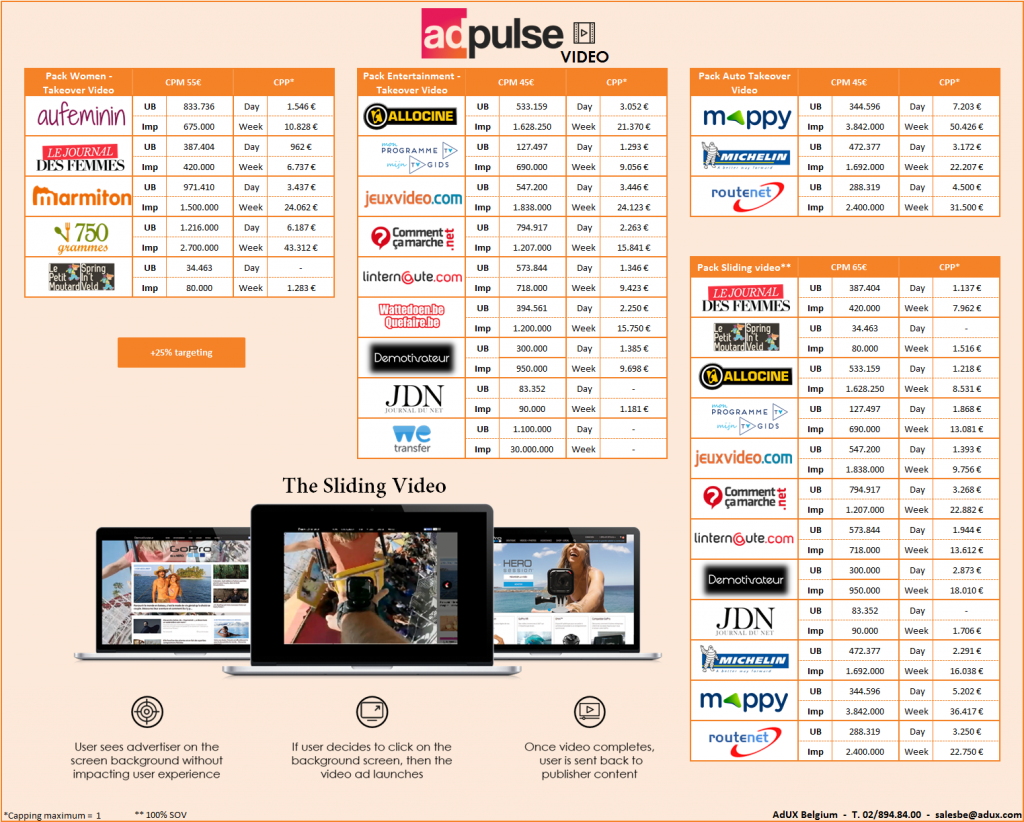 adpulse
VIDEO
Pack Women - Takeover Video CPM 55€ CPP*
aufeminin UB 833.736 Day 1.546 €
Imp 675.000 Week 10.828 €
LE JOURNAL DES FEMMES UB 387.404 Day 962 €
Imp 420.000 Week 6.737 €
marmiton UB 971.410 Day 3.437 €
Imp 1.500.000 Week 24.062 €
750 grammes UB 1.216.000 Day 6.187 €
Imp 2.700.000 Week 43.312 €
Le Petit Moutard Spring In't Veld UB 34.463 Day -
Imp 80.000 Week 1.283 €
+25% targeting
Pack Entertainment - Takeover Video CPM 45€ CPP*
ALLOCINE UB 533.159 Day 3.052 €
Imp 1.628.250 Week 21.370 €
mon PROGRAMME TV mijn TV GIDS UB 127.497 Day 1.293 €
Imp 690.000 Week 9.056 €
jeuxvideo.com UB 547.200 Day 3.446 €
Imp 1.838.000 Week 24.123 €
Comment ça marche.net UB 794.917 Day 2.263 €
Imp 1.207.000 Week 15.841 €
linternaute.com UB 573.844 Day 1.346 €
Imp 718.000 Week 9.423 €
Wattedoen.be Quefaire.be UB 394.561 Day 2.250 €
Imp 1.200.000 Week 15.750 €
Demotivateur UB 300.000 Day 1.385 €
Imp 950.000 Week 9.698 €
JDN JOURNAL DU NET UB 83.352 Day -
Imp 90.000 Week 1.181 €
we transfer UB 1.100.000 Day -
Imp 30.000.000 Week -
Pack Auto Takeover Video CPM 45€ CPP*
mappy UB 344.596 Day 7.203 €
Imp 3.842.000 Week 50.426 €
MICHELIN A better way forward UB 472.377 Day 3.172 €
Imp 1.692.000 Week 22.207 €
routenet UB 288.319 Day 4.500 €
Imp 2.400.000 Week 31.500 €
Pack Sliding video** CPM 65€ CPP*
LE JOURNAL DES FEMMES UB 387.404 Day 1.137 €
Imp 420.000 Week 7.962 €
Le Petit Moutard Spring In't Veld UB 34.463 Day -
Imp 80.000 Week 1.516 €
ALLOCINE UB 533.159 Day 1.218 €
Imp 1.628.250 Week 8.531 €
mon PROGRAMME TV mijn TV GIDS UB 127.497 Day 1.868 €
Imp 690.000 Week 13.081 €
jeuxvideo.com UB 547.200 Day 1.393 €
Imp 1.838.000 Week 9.756 €
Comment ça marche.net UB 794.917 Day 3.268 €
Imp 1.207.000 Week 22.882 €
linternaute.com UB 573.844 Day 1.944 €
Imp 718.000 Week 13.612 €
Demotivateur UB 300.000 Day 2.873 €
Imp 950.000 Week 18.010 €
JDN JOURNAL DU NET UB 83.352 Day -
Imp 90.000 Week 1.706 €
MICHELIN A better way forward UB 472.377 Day 2.291 €
Imp 1.692.000 Week 16.038 €
mappy UB 344.596 Day 5.202 €
Imp 3.842.000 Week 36.417 €
routenet UB 288.319 Day 3.250 €
Imp 2.400.000 Week 22.750 €
The Sliding Video
GoPro
HERO
SESSION
User sees advertiser on the
screen background without
impacting user experience
If user decides to click on the
background screen, then the
video ad launches
Once video completes,
user is sent back to
publisher content
*Capping maximum = 1 ** 100% SOV
AdUX Belgium - T. 02/894.84.00 - salesbe@adux.com